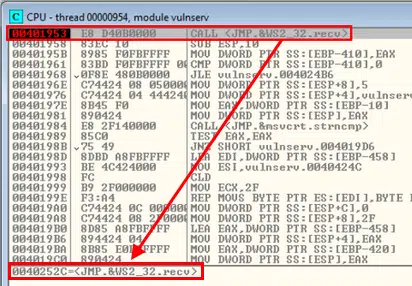 C CPU - thread 00000954, module vulnserv
00401953 E8 D40B0000 CALL <JMP.&WS2_32.recv>
00401958 83EC 10 SUB ESP,10
0040195B 8985 F0FBFFFF MOV DWORD PTR SS:[EBP-410],EAX
00401961 83BD F0FBFFFF 0 CMP DWORD PTR SS:[EBP-410],0
00401968 0F8E 480B0000 JLE vulnserv.004024B6
0040196E C74424 08 050000 MOV DWORD PTR SS:[ESP+8],5
00401976 C74424 04 44424 MOV DWORD PTR SS:[ESP+4],vulnserv
0040197E 8B45 F0 MOV EAX,DWORD PTR SS:[EBP-10]
00401981 890424 MOV DWORD PTR SS:[ESP],EAX
00401984 E8 2F140000 CALL <JMP.&msvcrt.strncmp>
00401989 85C0 TEST EAX,EAX
0040198B 75 49 JNZ SHORT vulnserv.004019D6
0040198D 8DBD A8FBFFFF LEA EDI,DWORD PTR SS:[EBP-458]
00401993 BE 4C424000 MOV ESI,vulnserv.0040424C
00401998 FC CLD
00401999 B9 2F000000 MOV ECX,2F
0040199E F3:A4 REP MOVS BYTE PTR ES:[EDI],BYTE P
004019A0 C74424 0C 00000 MOV DWORD PTR SS:[ESP+C],0
004019A8 C74424 08 2 MOV DWORD PTR SS:[ESP+8],2F
004019B0 8D85 A8FBFFFF LEA EAX,DWORD PTR SS:[EBP-458]
004019B6 894424 04 MOV DWORD PTR SS:[ESP+4],EAX
004019BA 8B85 MOV EAX,DWORD PTR SS:[EBP-420]
004019C0 890424 MOV DWORD PTR SS:[ESP],EAX
0040252C=<JMP.&WS2_32.recv>